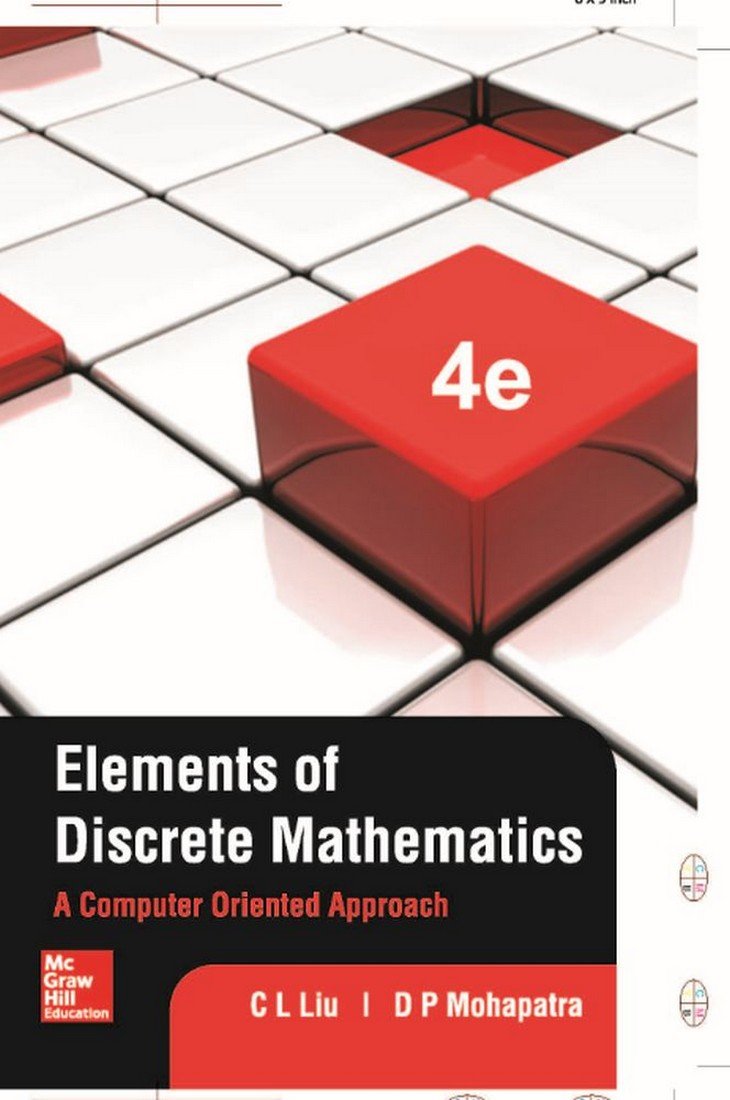 4e
Elements of
Discrete Mathematics
A Computer Oriented Approach
Mc
Graw
Hill
Education
C L Liu | D P Mohapatra